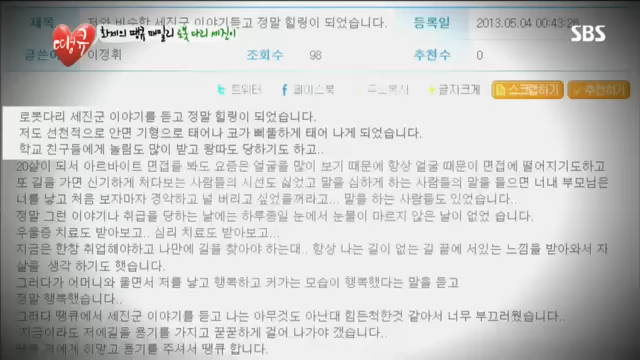 땡큐
화제의 땡큐 패밀리 로봇 다리 세진이
SBS
제목 저와 비슷한 세진군 이야기듣고 정말 힐링이 되었습니다. 등록일 2013.05.04 00:43:26
글쓴이 이정휘 조회수 98 추천수 0
트위터 페이스북 주소복사 글자크게 스크랩하기 추천하기
로봇다리 세진군 이야기를 듣고 정말 힐링이 되었습니다.
저도 선천적으로 안면 기형으로 태어나 코가 삐뚤하게 태어 나게 되었습니다.
학교 친구들에게 놀림도 많이 받고 왕따도 당하기도 하고..
20살이 되서 아르바이트 면접을 봐도 요즘은 얼굴을 많이 보기 때문에 항상 얼굴 때문이 면접에 떨어지기도하고
또 길을 가면 신기하게 처다보는 사람들의 시선도 싫었고 말을 심하게 하는 사람들의 말을 들으면 너내 부모님은
너를 낳고 처음 보자마자 경악하고 널 버리고 싶었을꺼라고... 말을 하는 사람들도 있었습니다..
정말 그런 이야기나 취급을 당하는 날에는 하루종일 눈에서 눈물이 마르지 않은 날이 없었 습니다.
우울증 치료도 받아보고.. 심리 치료도 받아보고...
지금은 한창 취업해야하고 나만에 길을 찾아야 하는대.. 항상 나는 길이 없는 길 끝에 서있는 느낌을 받아와서 자
살을 생각 하기도 했습니다.
그러다가 어머니와 울면서 저를 낳고 행복하고 커가는 모습이 행복했다는 말을 듣고
정말 행복했습니다..
그러다 땡큐에서 세진군 이야기를 듣고 나는 아무것도 아닌대 힘든척한것 같아서 너무 부끄러웠습니다..
지금이라도 저에길을 용기를 가지고 꿋꿋하게 걸어 나가야 겠습니다..
저에게 희망과 용기를 주셔서 땡큐 합니다.